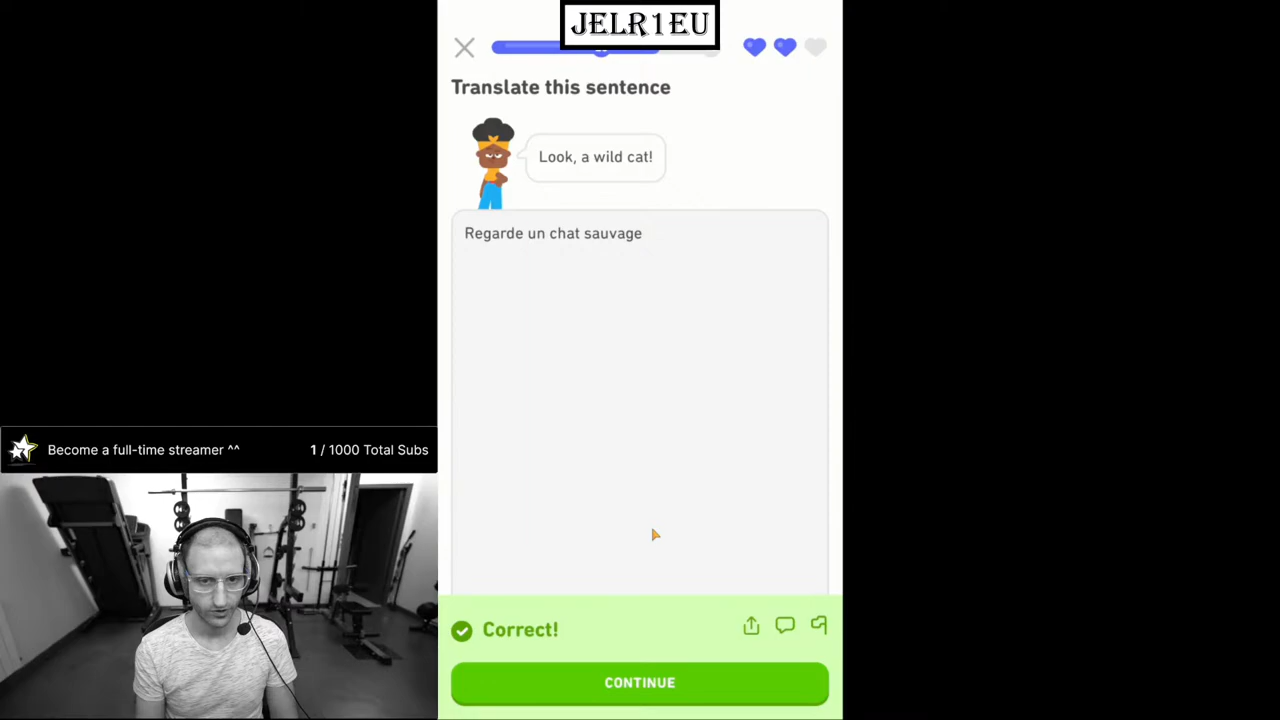 JELR1EU
Translate this sentence
Look, a wild cat!
Regarde un chat sauvage
Become a full-time streamer ^^ 1 / 1000 Total Subs
Correct!
CONTINUE